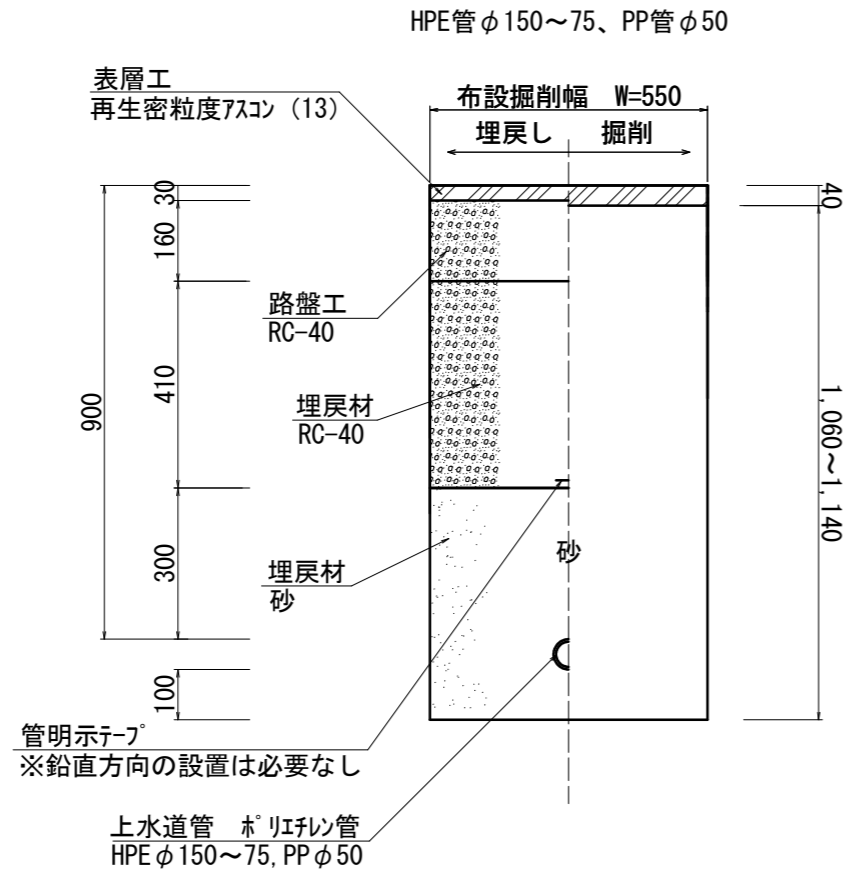 HPE管φ150～75、PP管φ50
表層工
再生密粒度ｱｽｺﾝ（13）
布設掘削幅　W=550
埋戻し
掘削
30
40
160
路盤工
RC-40
410
900
埋戻材
RC-40
1,060～1,140
300
砂
埋戻材
砂
100
管明示ﾃｰﾌﾟ
※鉛直方向の設置は必要なし
上水道管　ﾎﾟﾘｴﾁﾚﾝ管
HPEφ150～75,PPφ50